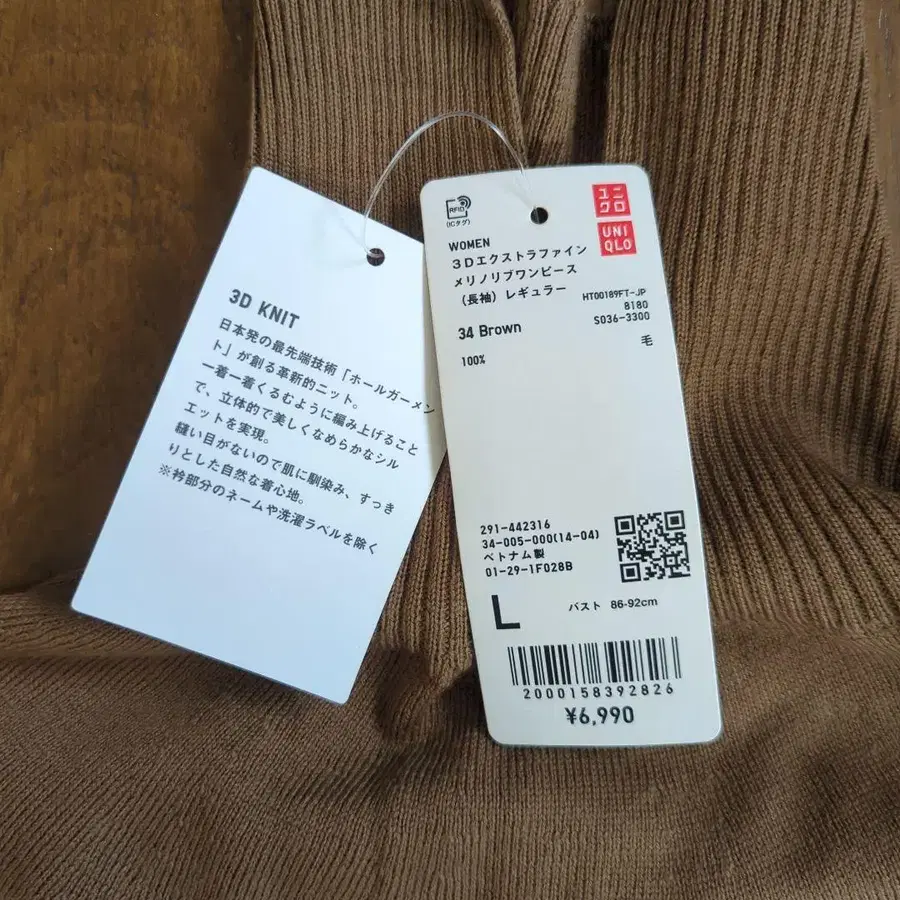 3D KNIT
日本発の最先端技術「ホールガーメン
ト」が創る革新的ニット。
一着一着くるむように編み上げること
で、立体的で美しくなめらかなシル
エットを実現。
縫い目がないので肌に馴染み、すっき
りとした自然な着心地。
※衿部分のネームや洗濯ラベルを除く
RFID
(ICタグ)
ユニ
クロ
UNI
QLO
WOMEN
3Dエクストラファイン
メリノリブワンピース
(長袖)レギュラー
HT00189FT-JP
8180
S036-3300
34 Brown
毛
100%
291-442316
34-005-000(14-04)
ベトナム製
01-29-1F028B
L
バスト 86-92cm
2000158392826
¥6,990